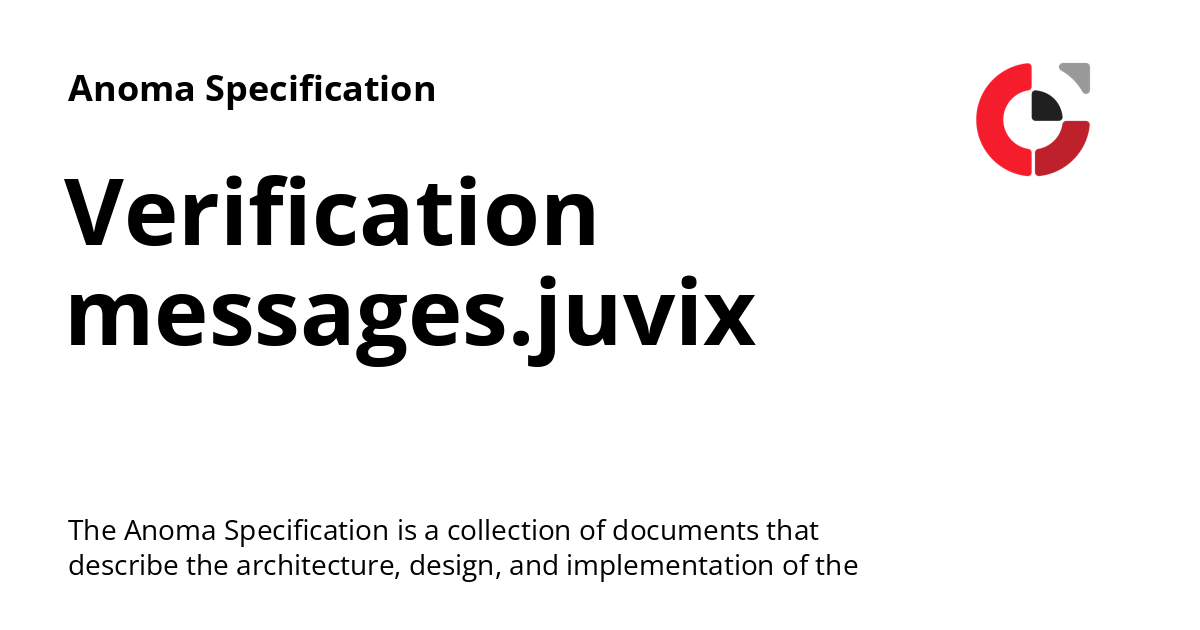 Anoma Specification
Verification
messages.juvix
The Anoma Specification is a collection of documents that
describe the architecture, design, and implementation of the